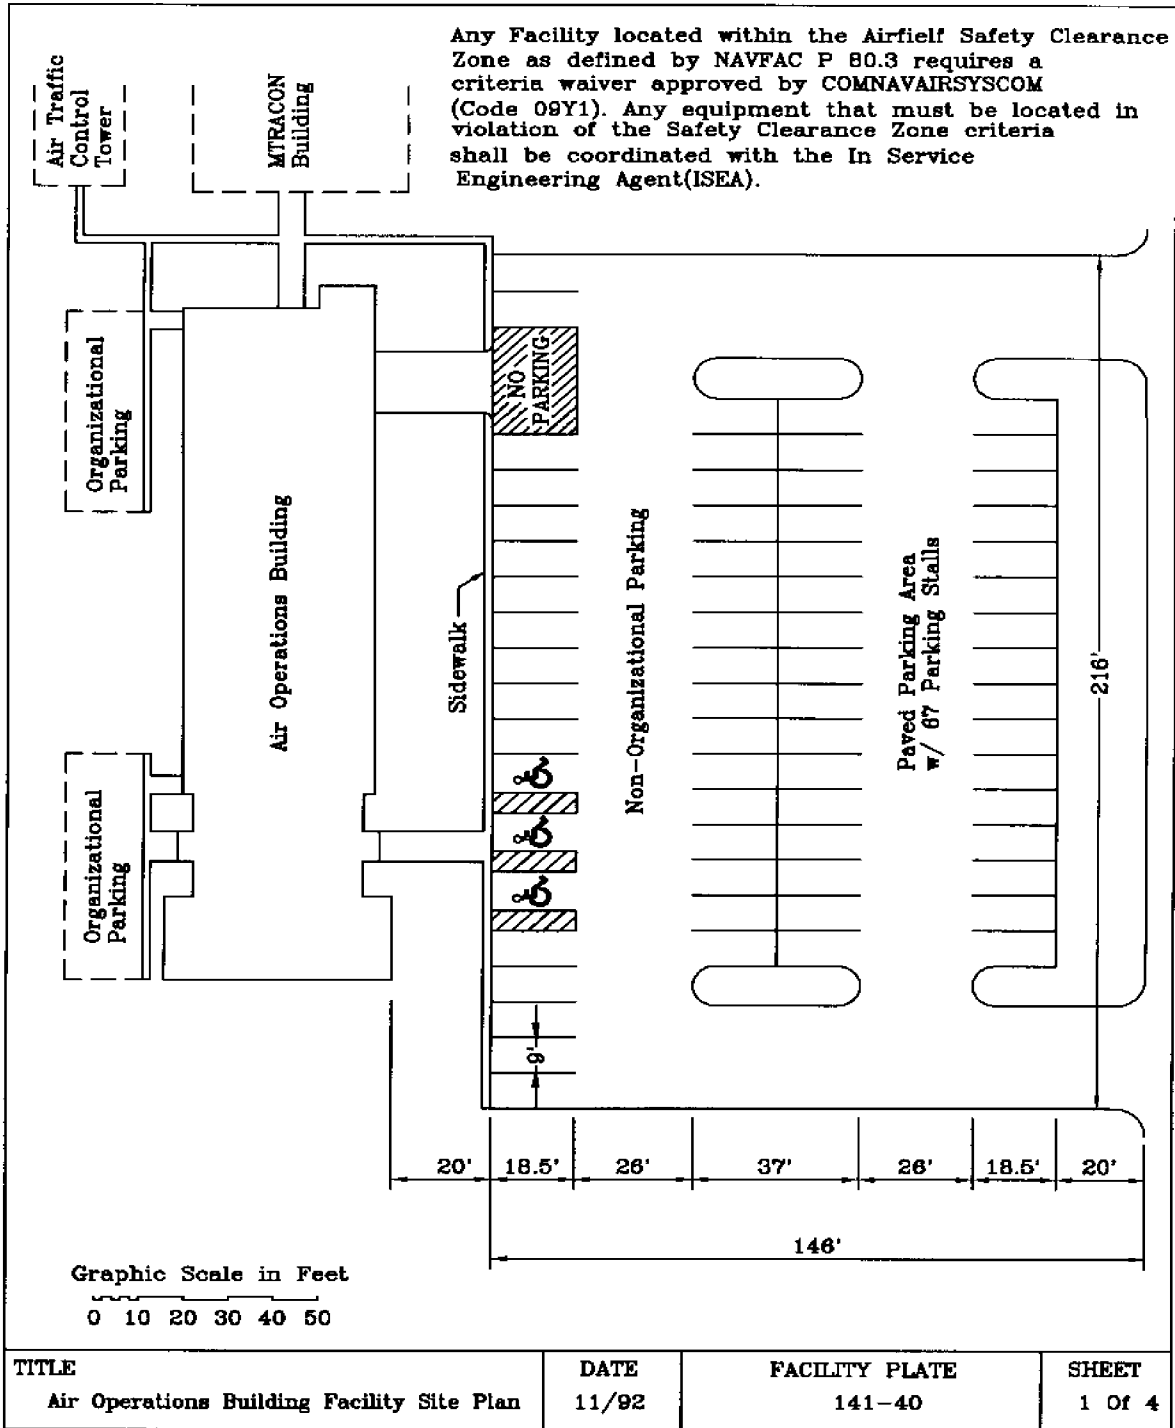 Any Facility located within the Airfielf Safety Clearance
Zone as defined by NAVFAC P 80.3 requires a
criteria waiver approved by COMNAVAIRSYSCOM
(Code 09Y1). Any equipment that must be located in
violation of the Safety Clearance Zone criteria
shall be coordinated with the In Service
Engineering Agent(ISEA).
Air Traffic
Control
Tower
MTRACON
Building
Organizational
Parking
NO
PARKING
Air Operations Building
Sidewalk
Non-Organizational Parking
Paved Parking Area
w/ 67 Parking Stalls
216'
Organizational
Parking
9'
20'
18.5'
26'
37'
26'
18.5'
20'
146'
Graphic Scale in Feet
0 10 20 30 40 50
TITLE
Air Operations Building Facility Site Plan
DATE
11/92
FACILITY PLATE
141-40
SHEET
1 Of 4